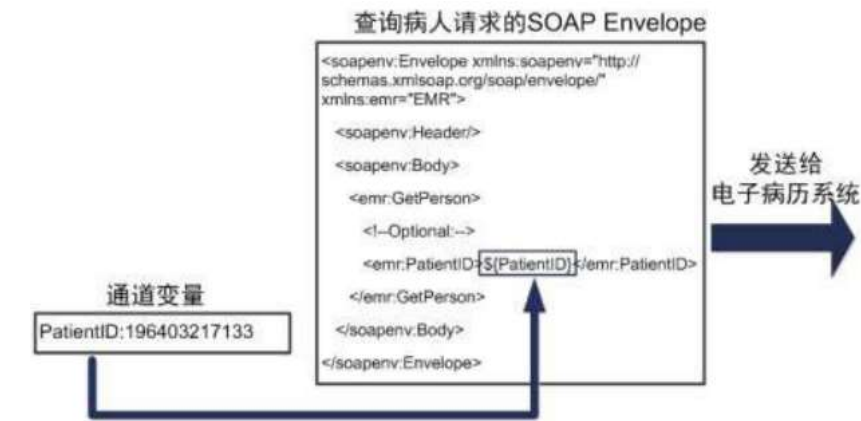 查询病人请求的SOAP Envelope
<soapenv:Envelope xmlns:soapenv="http://
schemas.xmlsoap.org/soap/envelope/"
xmlns:emr="EMR">
<soapenv:Header/>
<soapenv:Body>
<emr:GetPerson>
<!--Optional:-->
<emr:PatientID>${PatientID}</emr:PatientID>
</emr:GetPerson>
</soapenv:Body>
</soapenv:Envelope>
发送给
电子病历系统
通道变量
PatientID:196403217133